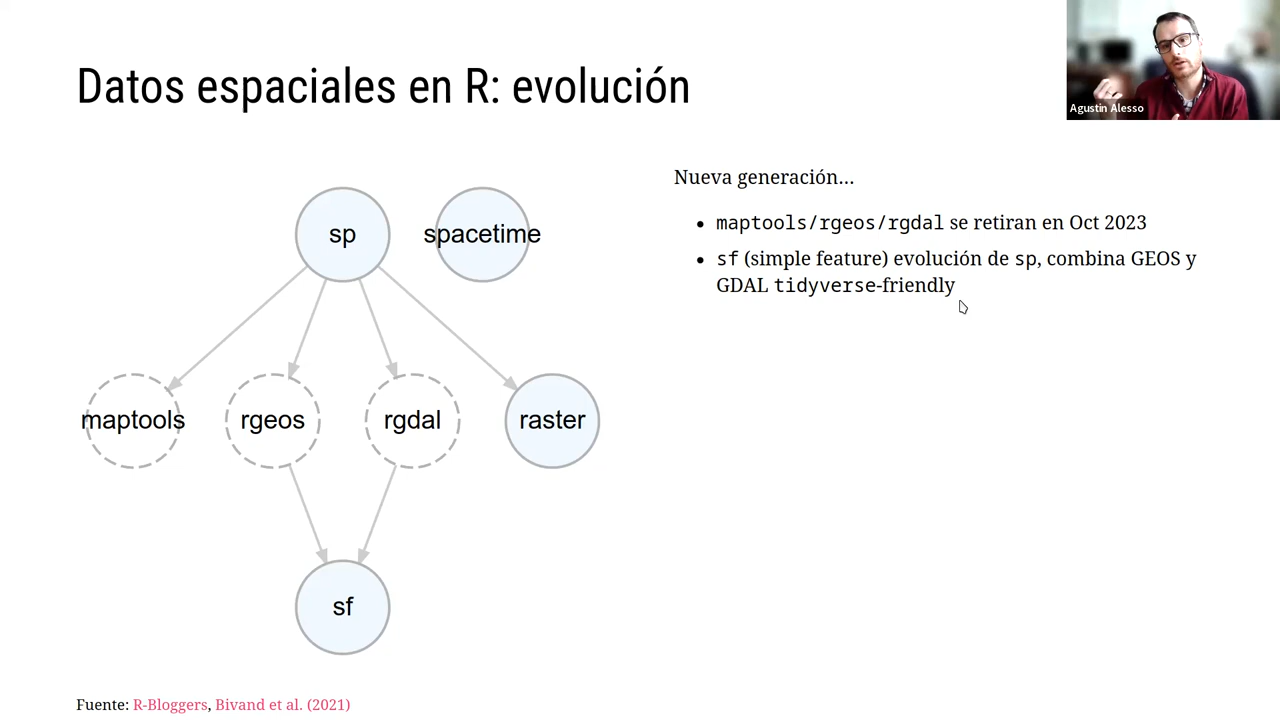 Datos espaciales en R: evolución
Agustin Alesso
Nueva generación...
• maptools/rgeos/rgdal se retiran en Oct 2023
• sf (simple feature) evolución de sp, combina GEOS y
GDAL tidyverse-friendly
sp
spacetime
maptools
rgeos
rgdal
raster
sf
Fuente: R-Bloggers, Bivand et al. (2021)